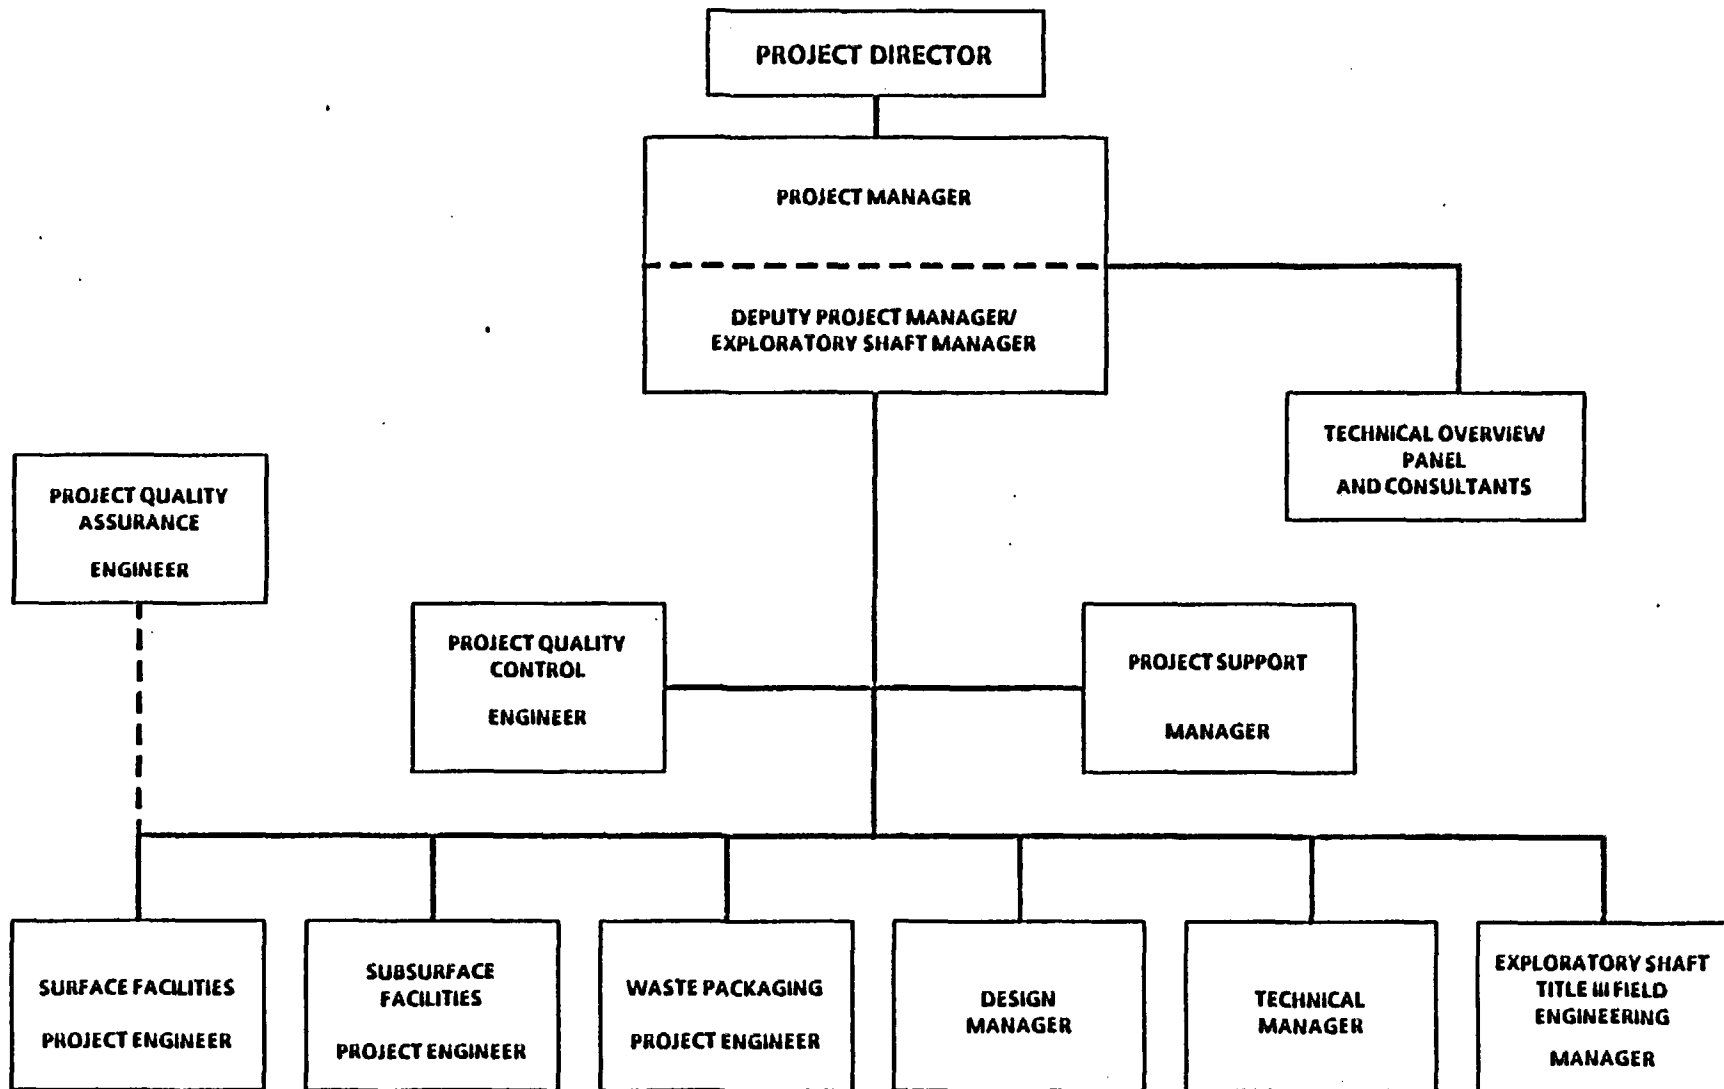 PROJECT DIRECTOR
PROJECT MANAGER
DEPUTY PROJECT MANAGER/
EXPLORATORY SHAFT MANAGER
TECHNICAL OVERVIEW
PANEL
AND CONSULTANTS
PROJECT QUALITY
ASSURANCE
ENGINEER
PROJECT QUALITY
CONTROL
ENGINEER
PROJECT SUPPORT
MANAGER
SURFACE FACILITIES
PROJECT ENGINEER
SUBSURFACE
FACILITIES
PROJECT ENGINEER
WASTE PACKAGING
PROJECT ENGINEER
DESIGN
MANAGER
TECHNICAL
MANAGER
EXPLORATORY SHAFT
TITLE III FIELD
ENGINEERING
MANAGER